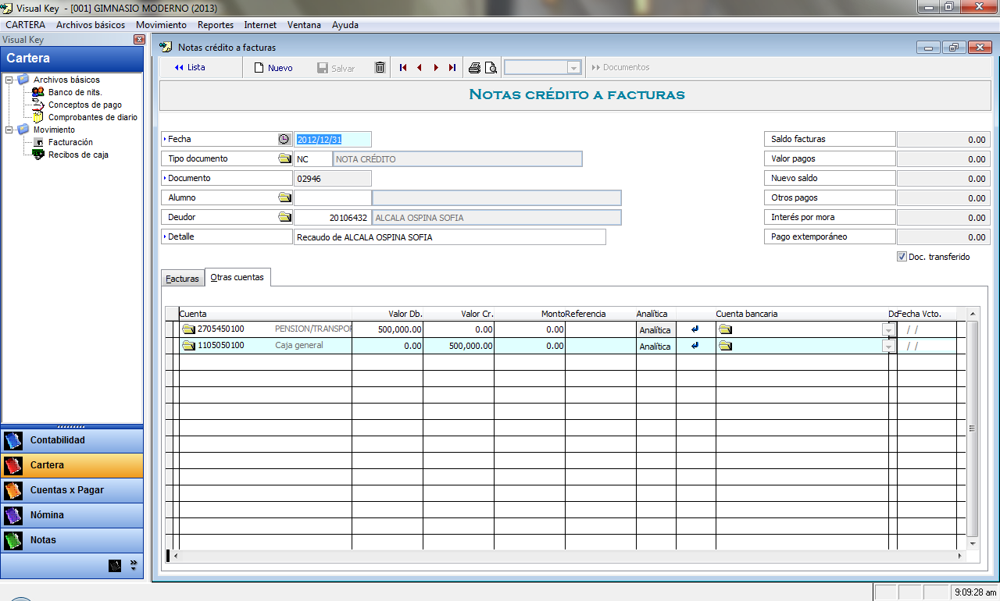 Visual Key - [001] GIMNASIO MODERNO (2013)
CARTERA Archivos básicos Movimiento Reportes Internet Ventana Ayuda
Visual Key
Cartera
Archivos básicos
Banco de nits.
Conceptos de pago
Comprobantes de diario
Movimiento
Facturación
Recibos de caja
Contabilidad
Cartera
Cuentas x Pagar
Nómina
Notas
Notas crédito a facturas
Lista Nuevo Salvar Documentos
NOTAS CRÉDITO A FACTURAS
Fecha 2012/12/31
Tipo documento NC NOTA CRÉDITO
Documento 02946
Alumno
Deudor 20106432 ALCALA OSPINA SOFIA
Detalle Recaudo de ALCALA OSPINA SOFIA
Saldo facturas 0.00
Valor pagos 0.00
Nuevo saldo 0.00
Otros pagos 0.00
Interés por mora 0.00
Pago extemporáneo 0.00
Doc. transferido
Facturas Otras cuentas
Cuenta Valor Db. Valor Cr. Monto Referencia Analítica Cuenta bancaria Dc Fecha Vcto.
2705450100 PENSION/TRANSPOR 500,000.00 0.00 0.00 Analítica / /
1105050100 Caja general 0.00 500,000.00 0.00 Analítica / /
9:09:28 am